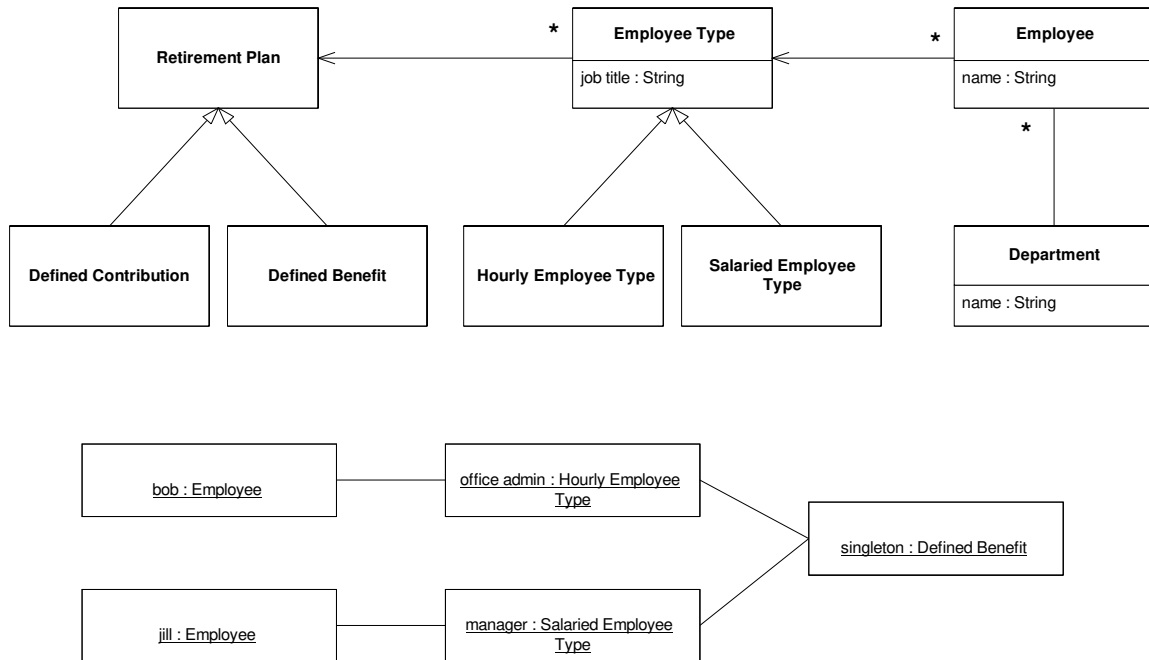 Retirement Plan
*
Employee Type
job title : String
*
Employee
name : String
*
Defined Contribution
Defined Benefit
Hourly Employee Type
Salaried Employee
Type
Department
name : String
bob : Employee
office admin : Hourly Employee
Type
singleton : Defined Benefit
jill : Employee
manager : Salaried Employee
Type